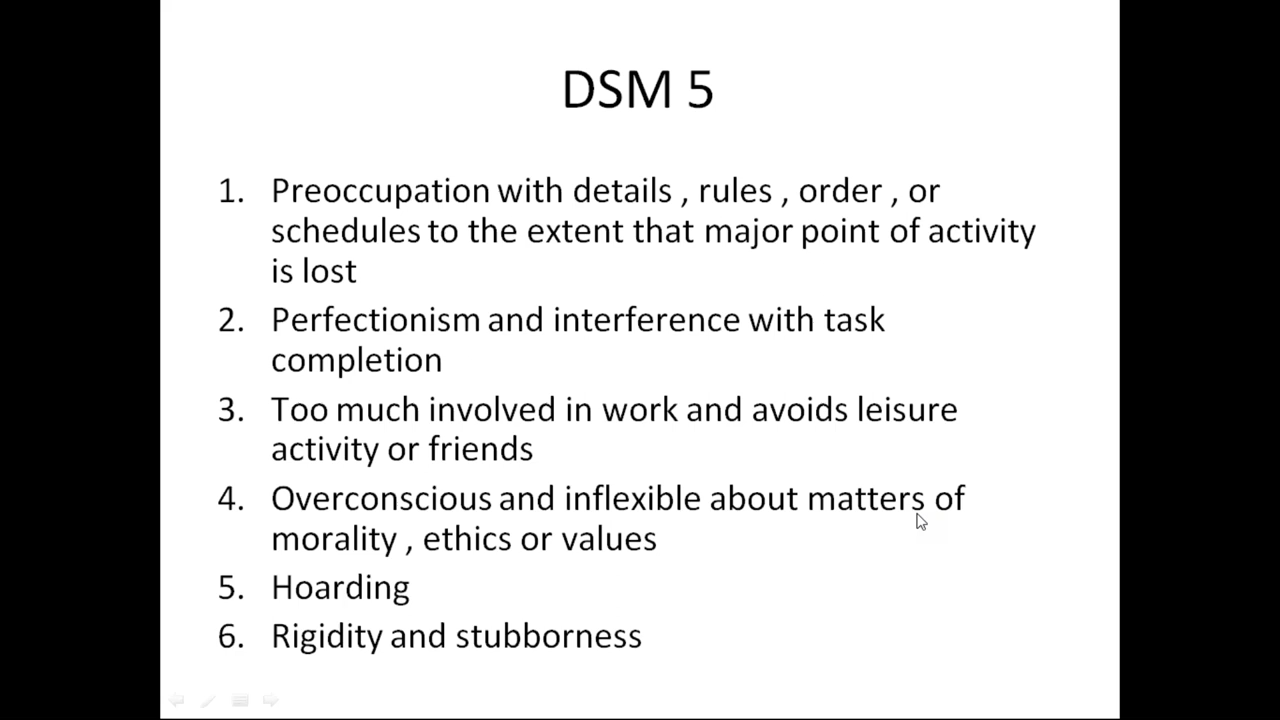 DSM 5
1. Preoccupation with details , rules , order , or
schedules to the extent that major point of activity
is lost
2. Perfectionism and interference with task
completion
3. Too much involved in work and avoids leisure
activity or friends
4. Overconscious and inflexible about matters of
morality , ethics or values
5. Hoarding
6. Rigidity and stubborness